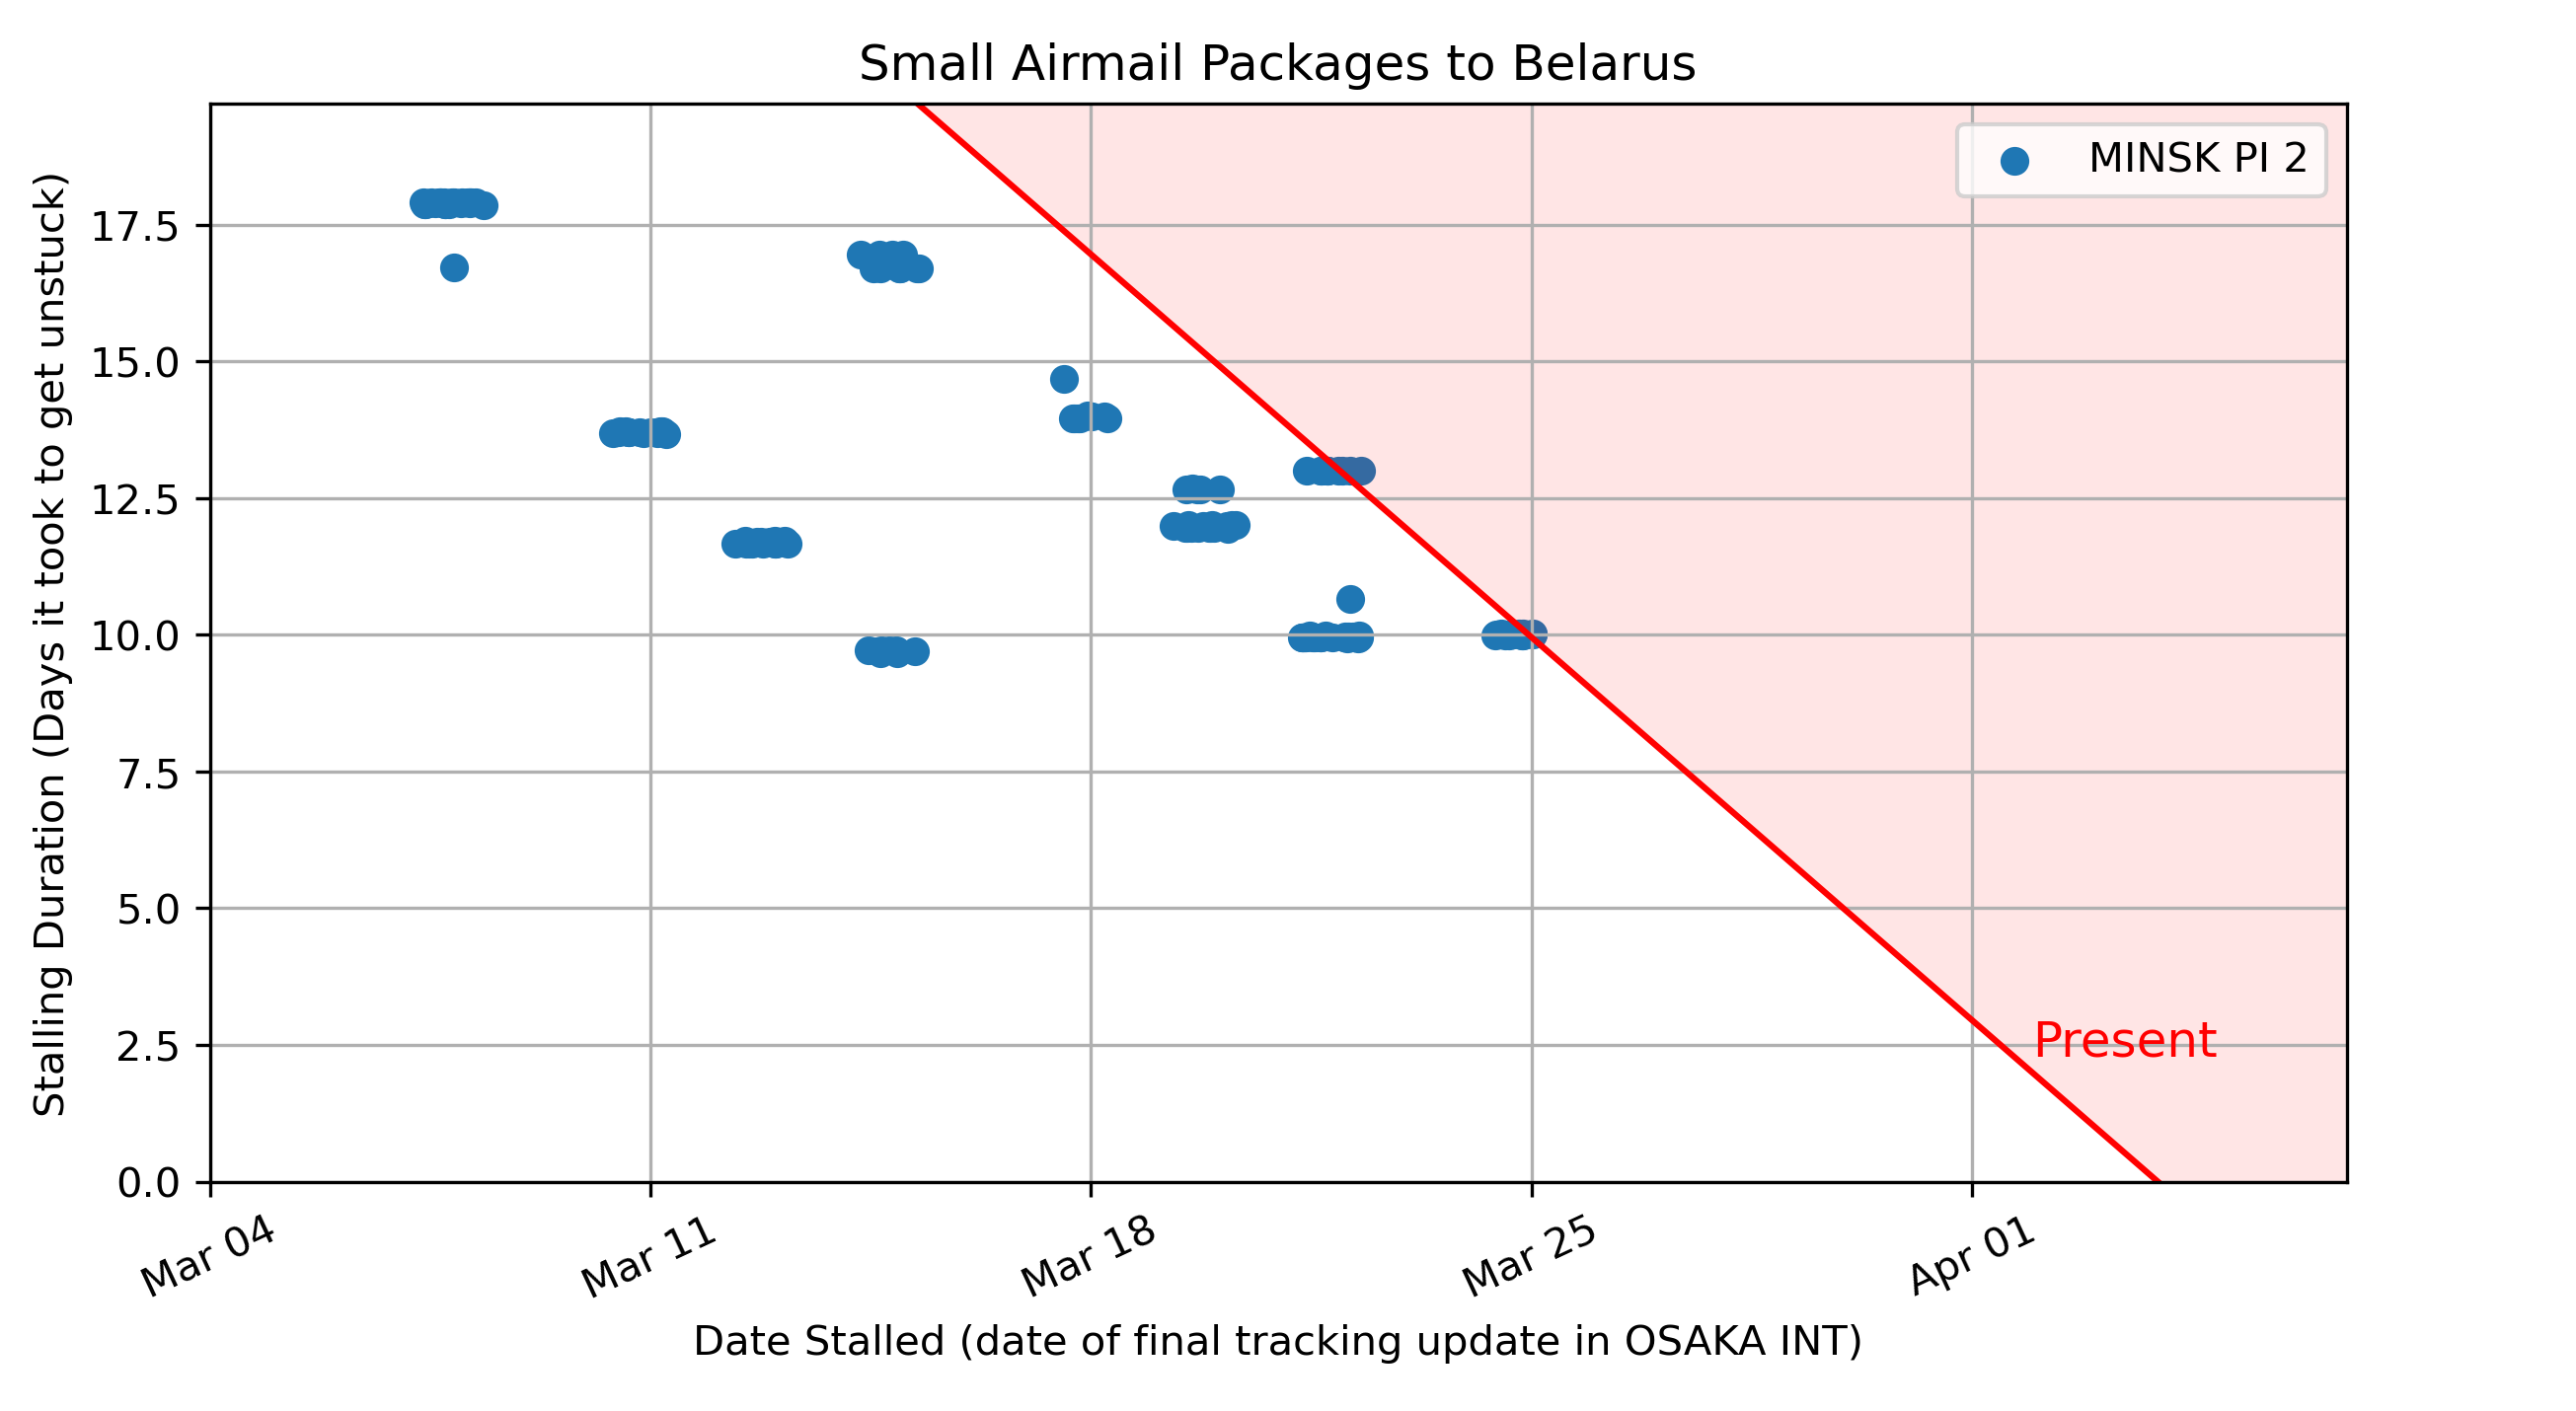 Small Airmail Packages to Belarus
MINSK PI 2
Stalling Duration (Days it took to get unstuck)
17.5
15.0
12.5
10.0
7.5
5.0
2.5
0.0
Present
Mar 04
Mar 11
Mar 18
Mar 25
Apr 01
Date Stalled (date of final tracking update in OSAKA INT)